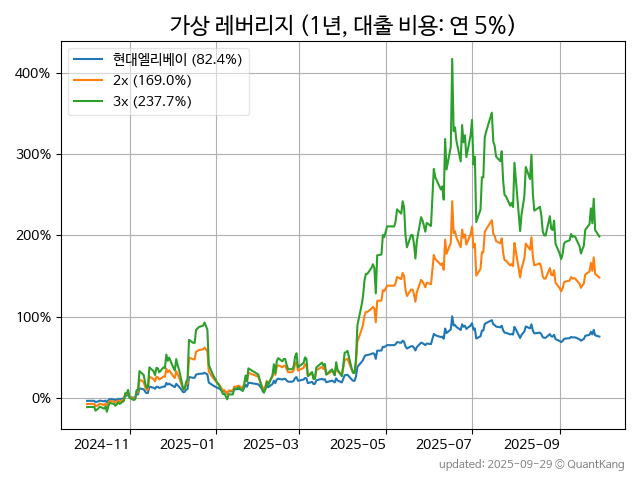 가상 레버리지 (1년, 대출 비용: 연 5%)
현대엘리베이 (82.4%)
2x (169.0%)
3x (237.7%)
400%
300%
200%
100%
0%
2024-11
2025-01
2025-03
2025-05
2025-07
2025-09
updated: 2025-09-29 © QuantKang